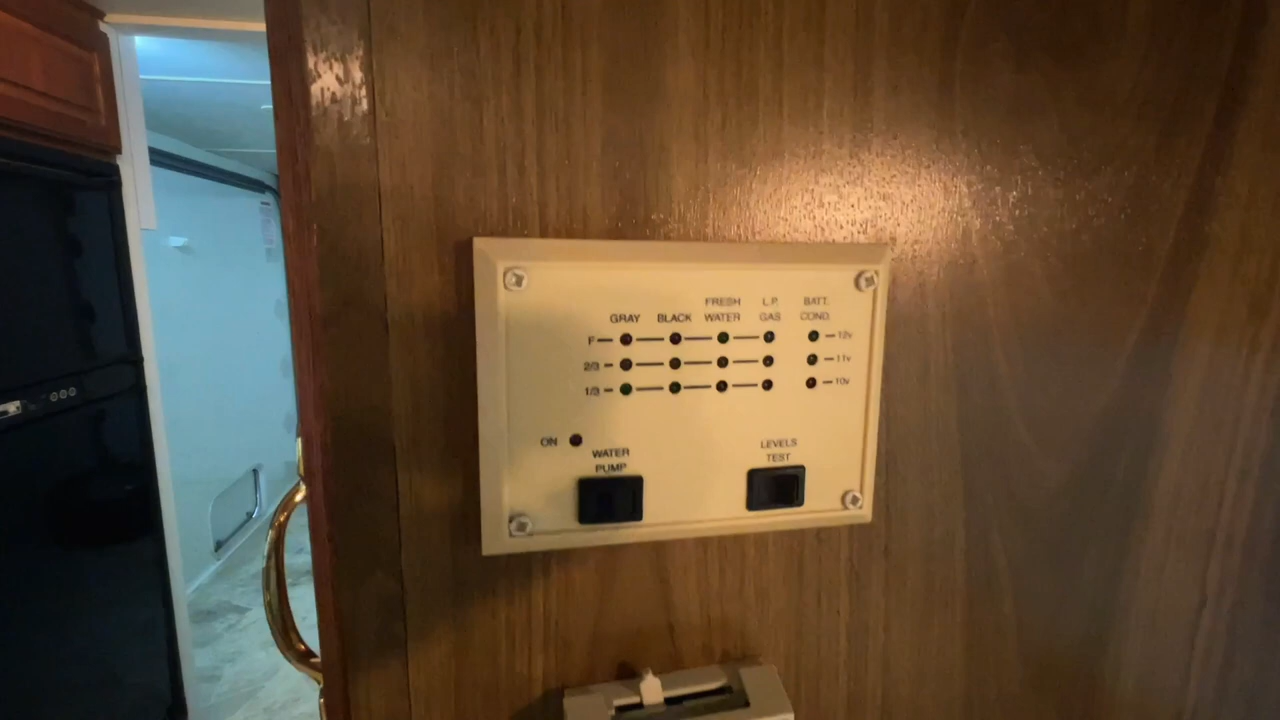 FRESH L.P. BATT.
GRAY BLACK WATER GAS COND.
F 12v
2/3 11v
1/3 10v
ON
WATER
PUMP
LEVELS
TEST